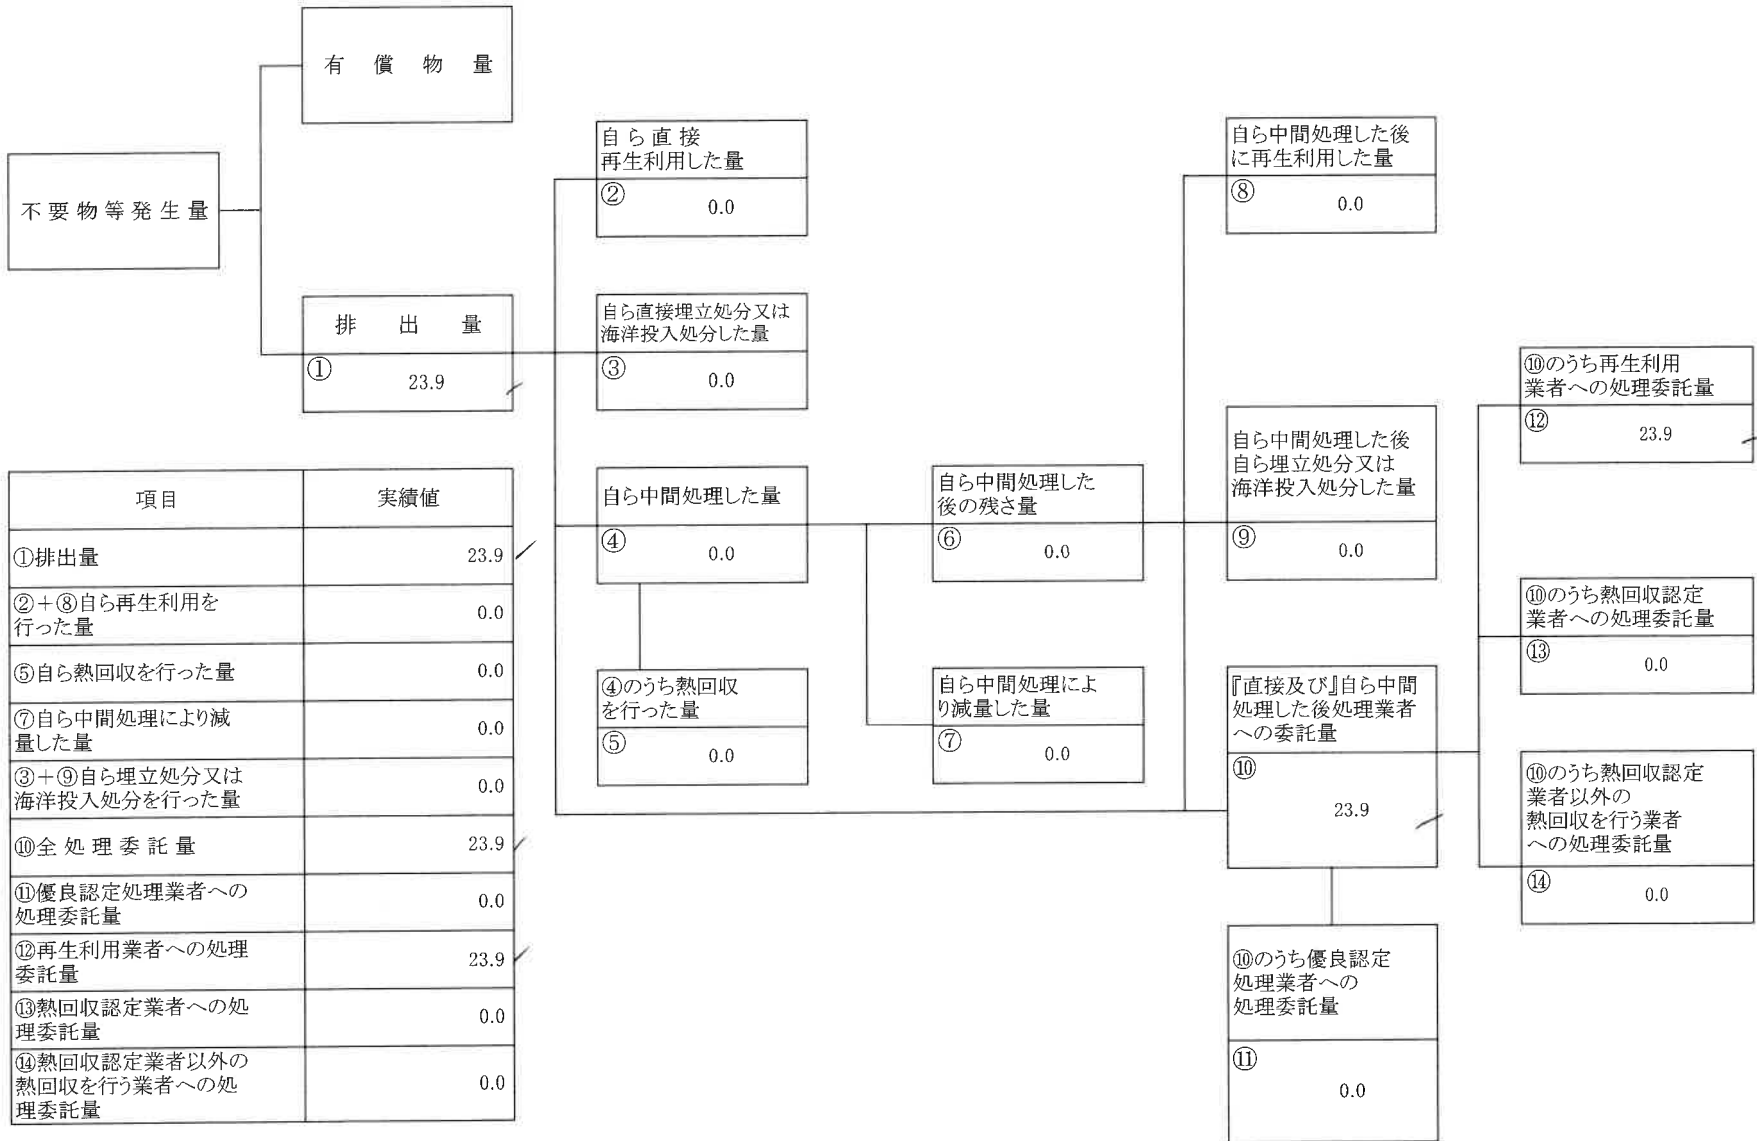 有償物量
不要物等発生量
排出量
①
23.9
自ら直接
再生利用した量
②
0.0
自ら直接埋立処分又は
海洋投入処分した量
③
0.0
自ら中間処理した量
④
0.0
④のうち熱回収
を行った量
⑤
0.0
自ら中間処理した
後の残さ量
⑥
0.0
自ら中間処理によ
り減量した量
⑦
0.0
自ら中間処理した後
に再生利用した量
⑧
0.0
自ら中間処理した後
自ら埋立処分又は
海洋投入処分した量
⑨
0.0
『直接及び』自ら中間
処理した後処理業者
への委託量
⑩
23.9
⑩のうち優良認定
処理業者への
処理委託量
⑪
0.0
⑩のうち再生利用
業者への処理委託量
⑫
23.9
⑩のうち熱回収認定
業者への処理委託量
⑬
0.0
⑩のうち熱回収認定
業者以外の
熱回収を行う業者
への処理委託量
⑭
0.0
項目 実績値
①排出量 23.9
②＋⑧自ら再生利用を
行った量 0.0
⑤自ら熱回収を行った量 0.0
⑦自ら中間処理により減
量した量 0.0
③＋⑨自ら埋立処分又は
海洋投入処分を行った量 0.0
⑩全処理委託量 23.9
⑪優良認定処理業者への
処理委託量 0.0
⑫再生利用業者への処理
委託量 23.9
⑬熱回収認定業者への処
理委託量 0.0
⑭熱回収認定業者以外の
熱回収を行う業者への処
理委託量 0.0